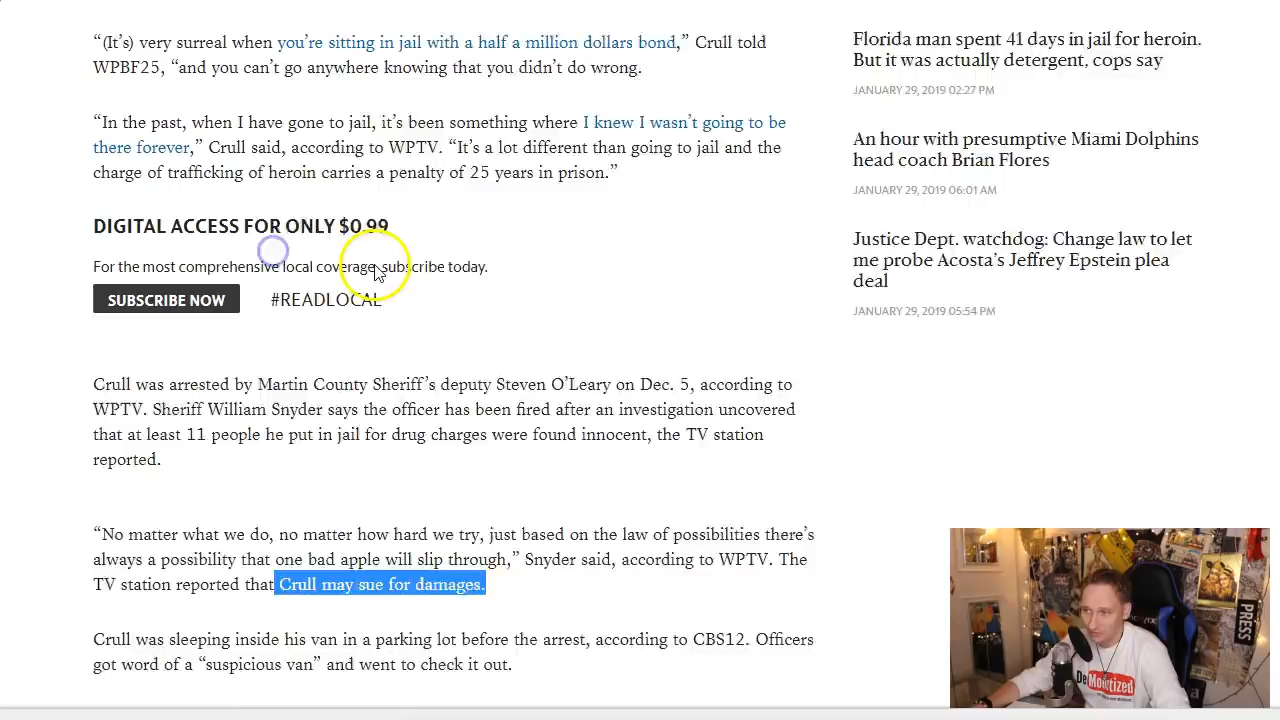 “(It’s) very surreal when you’re sitting in jail with a half a million dollars bond,” Crull told
WPBF25, “and you can’t go anywhere knowing that you didn’t do wrong.
“In the past, when I have gone to jail, it’s been something where I knew I wasn’t going to be
there forever,” Crull said, according to WPTV. “It’s a lot different than going to jail and the
charge of trafficking of heroin carries a penalty of 25 years in prison.”
DIGITAL ACCESS FOR ONLY $0.99
For the most comprehensive local coverage, subscribe today.
SUBSCRIBE NOW #READLOCAL
Crull was arrested by Martin County Sheriff’s deputy Steven O’Leary on Dec. 5, according to
WPTV. Sheriff William Snyder says the officer has been fired after an investigation uncovered
that at least 11 people he put in jail for drug charges were found innocent, the TV station
reported.
“No matter what we do, no matter how hard we try, just based on the law of possibilities there’s
always a possibility that one bad apple will slip through,” Snyder said, according to WPTV. The
TV station reported that Crull may sue for damages.
Crull was sleeping inside his van in a parking lot before the arrest, according to CBS12. Officers
got word of a “suspicious van” and went to check it out.
Florida man spent 41 days in jail for heroin.
But it was actually detergent, cops say
JANUARY 29, 2019 02:27 PM
An hour with presumptive Miami Dolphins
head coach Brian Flores
JANUARY 29, 2019 06:01 AM
Justice Dept. watchdog: Change law to let
me probe Acosta’s Jeffrey Epstein plea
deal
JANUARY 29, 2019 05:54 PM
PRESS
DeMonetized